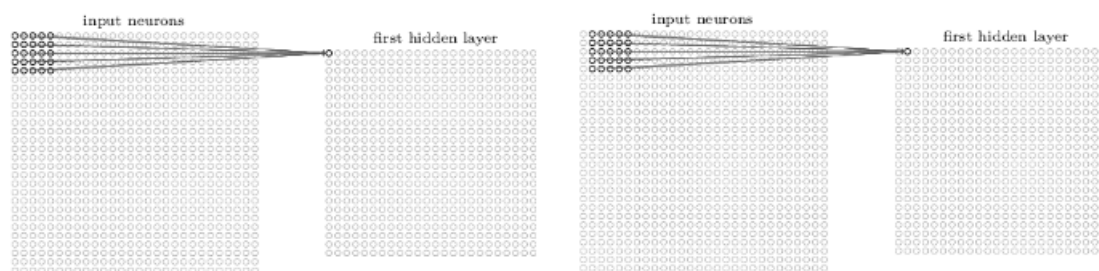 input neurons
first hidden layer
input neurons
first hidden layer